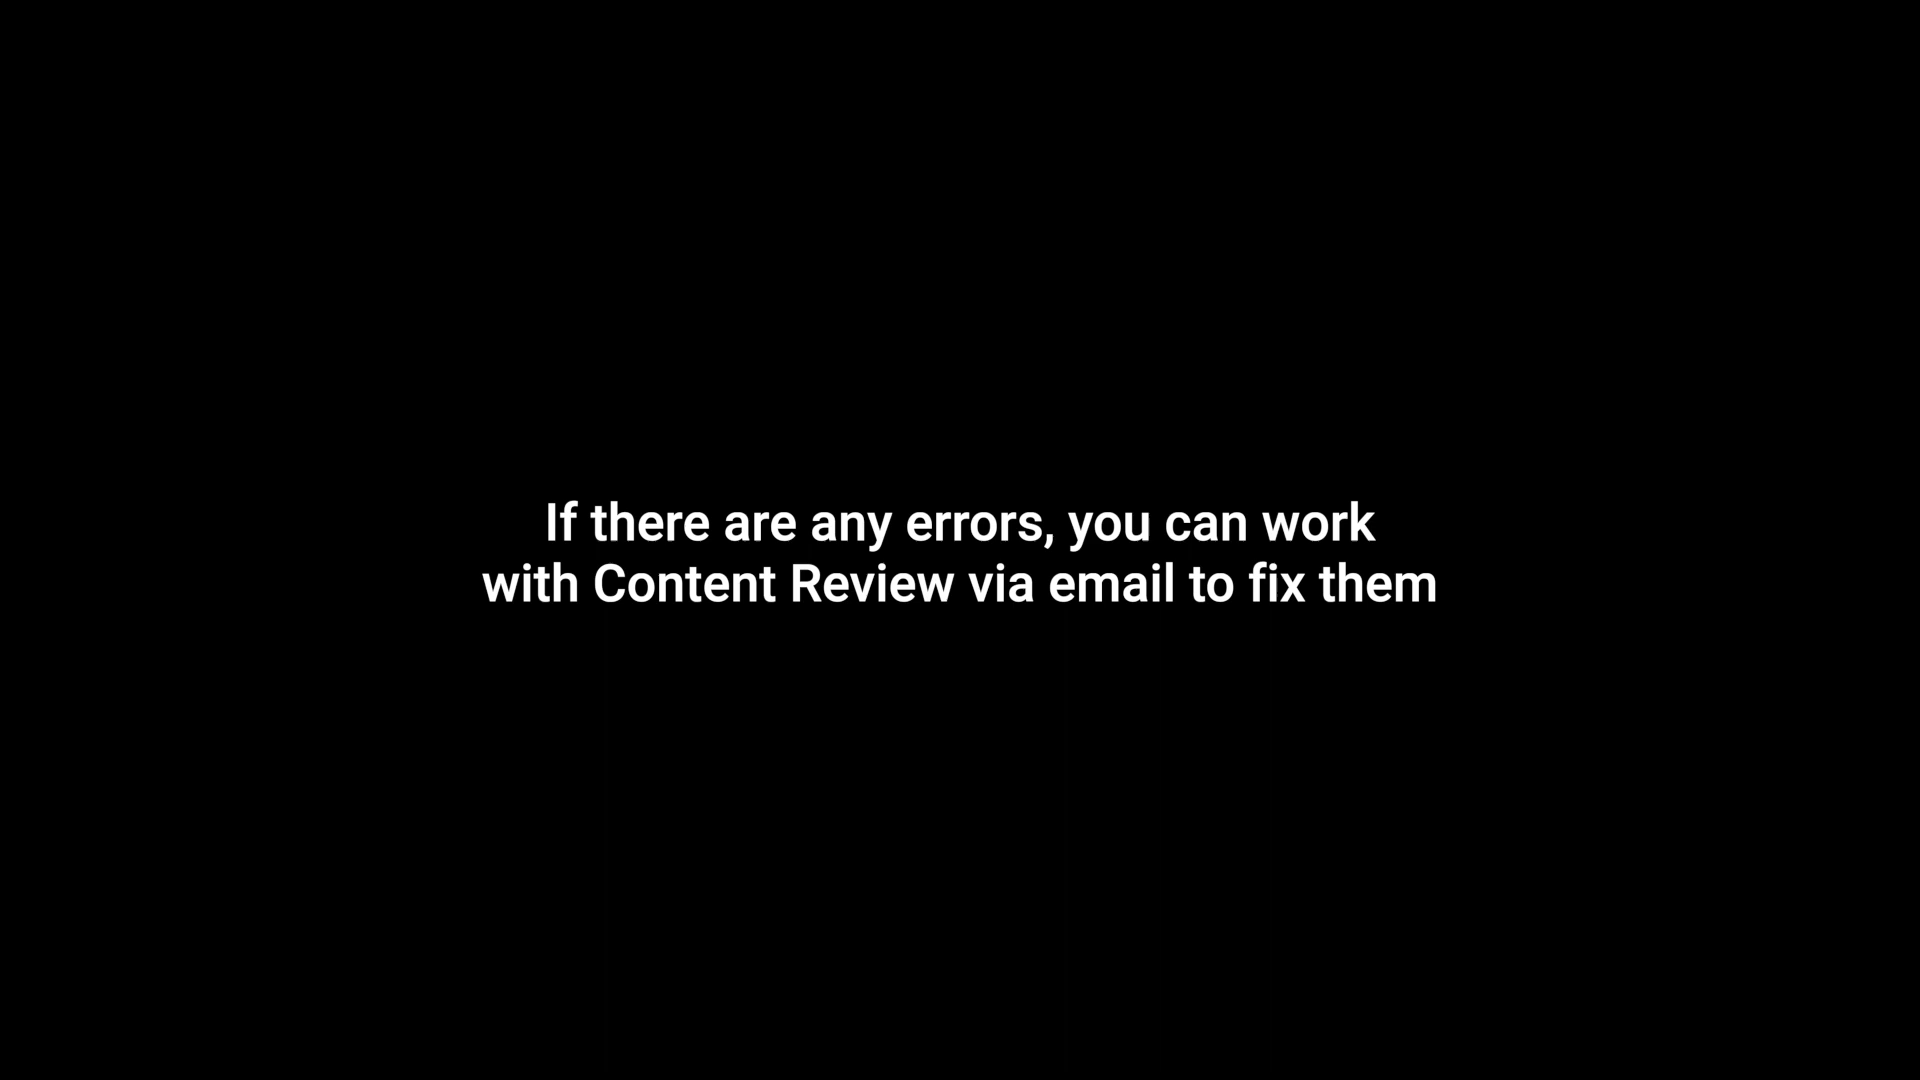 If there are any errors, you can work
with Content Review via email to fix them